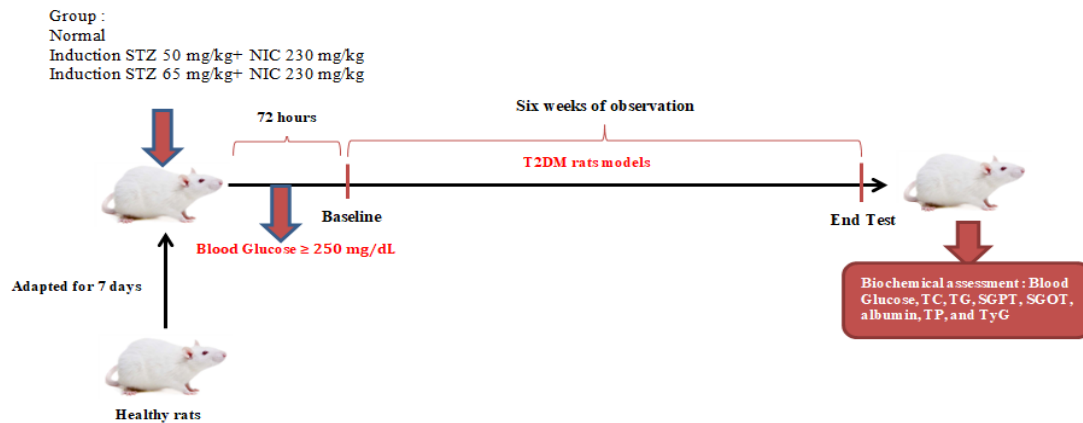 Group :
Normal
Induction STZ 50 mg/kg+ NIC 230 mg/kg
Induction STZ 65 mg/kg+ NIC 230 mg/kg
72 hours
Six weeks of observation
T2DM rats models
Baseline
End Test
Blood Glucose ≥ 250 mg/dL
Adapted for 7 days
Biochemical assessment : Blood
Glucose, TC, TG, SGPT, SGOT,
albumin, TP, and TyG
Healthy rats